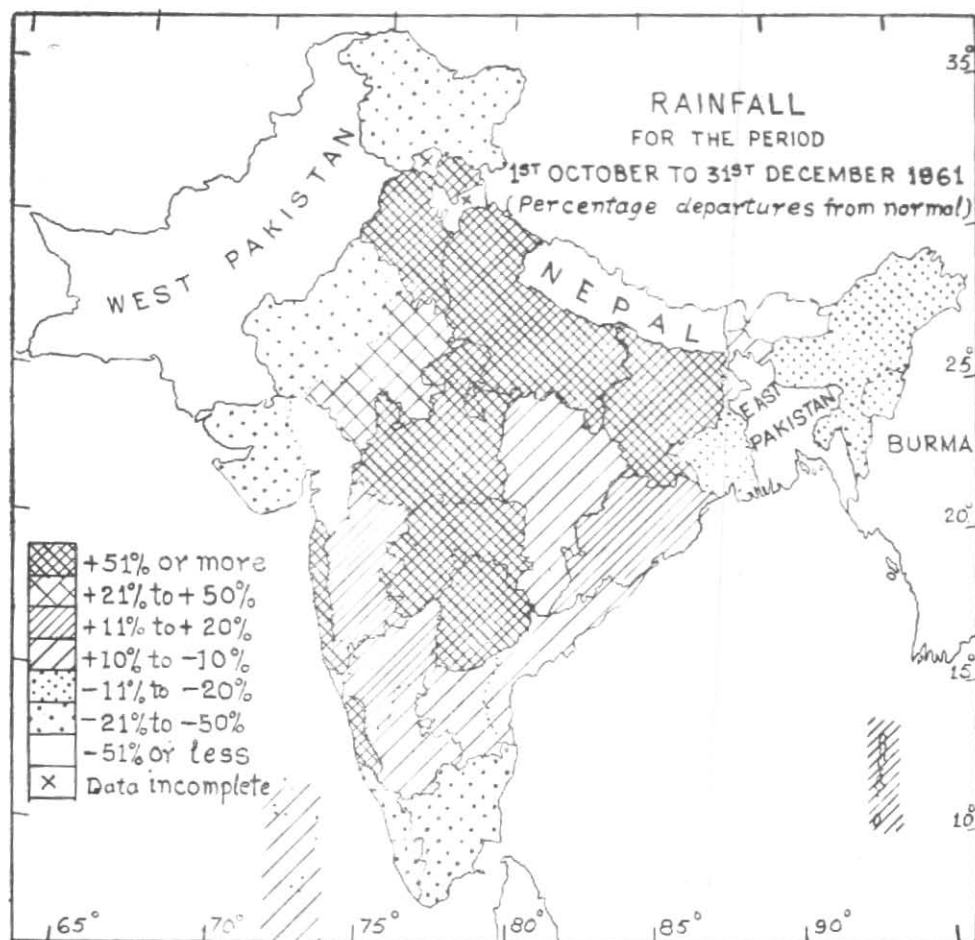 RAINFALL
FOR THE PERIOD
1ST OCTOBER TO 31ST DECEMBER 1961
(Percentage departures from normal)
WEST PAKISTAN
NEPAL
EAST
PAKISTAN
BURMA
+51% or more
+21% to +50%
+11% to +20%
+10% to -10%
-11% to -20%
-21% to -50%
-51% or less
× Data incomplete
35°
25°
20°
15°
10°
65°
70°
75°
80°
85°
90°